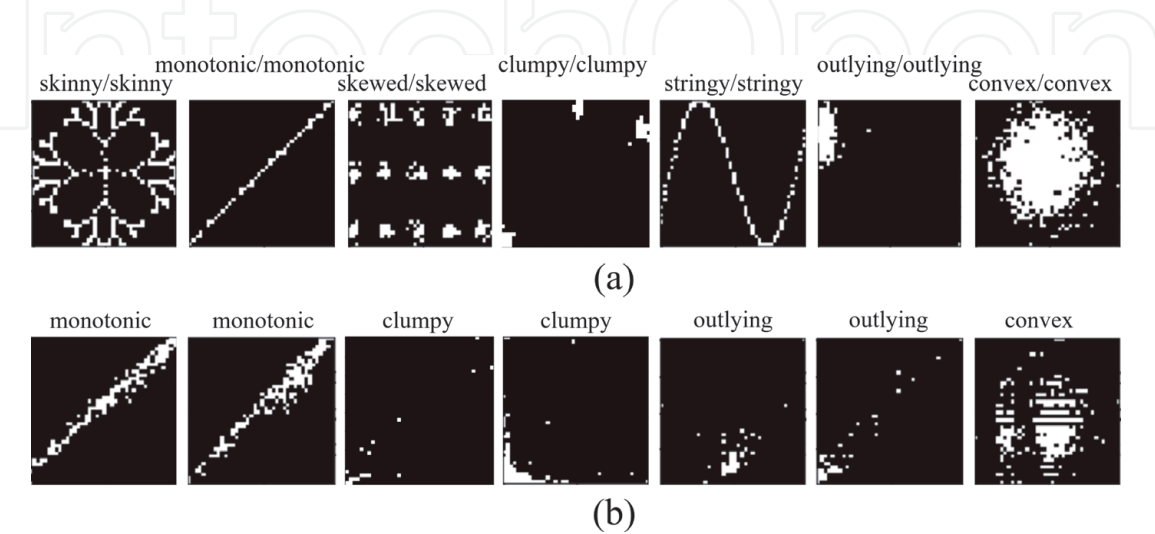 IntechOpen
monotonic/monotonic clumpy/clumpy outlying/outlying
skinny/skinny skewed/skewed stringy/stringy convex/convex
(a)
monotonic monotonic clumpy clumpy outlying outlying convex
(b)